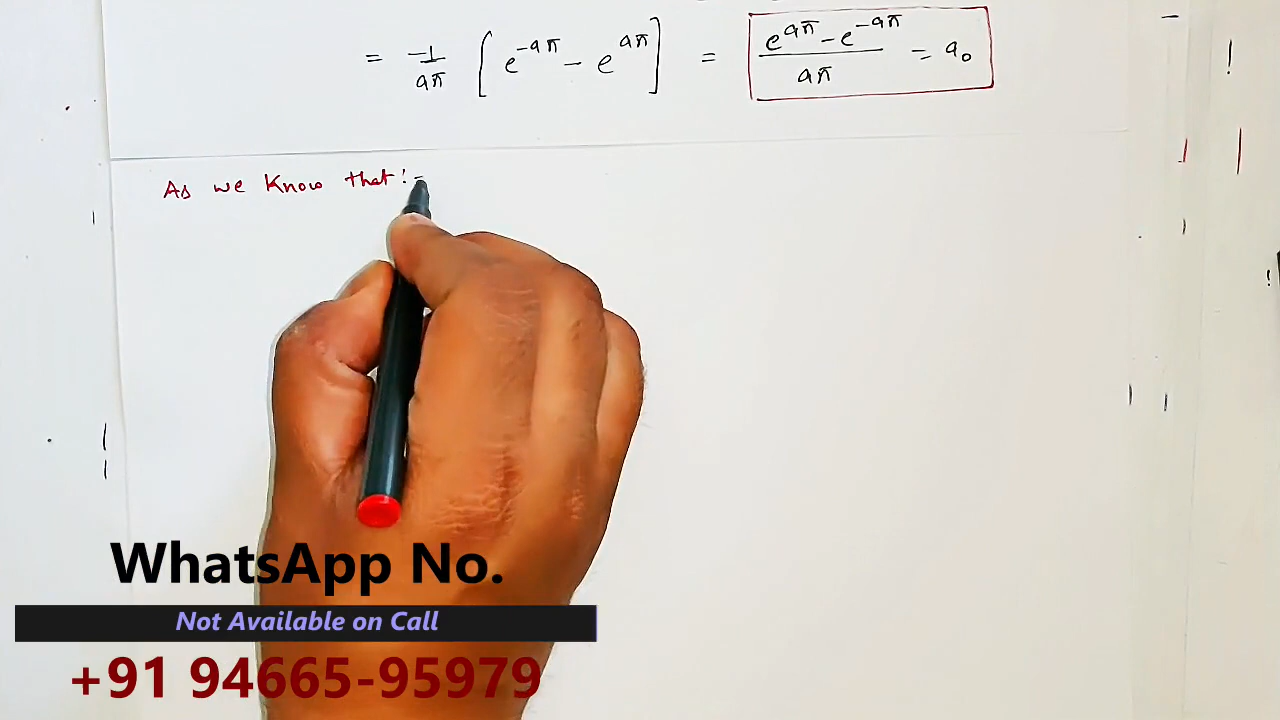 = -1/aπ [e^-aπ - e^aπ] = e^aπ - e^-aπ/aπ = a₀
As we know that:-
WhatsApp No.
Not Available on Call
+91 94665-95979